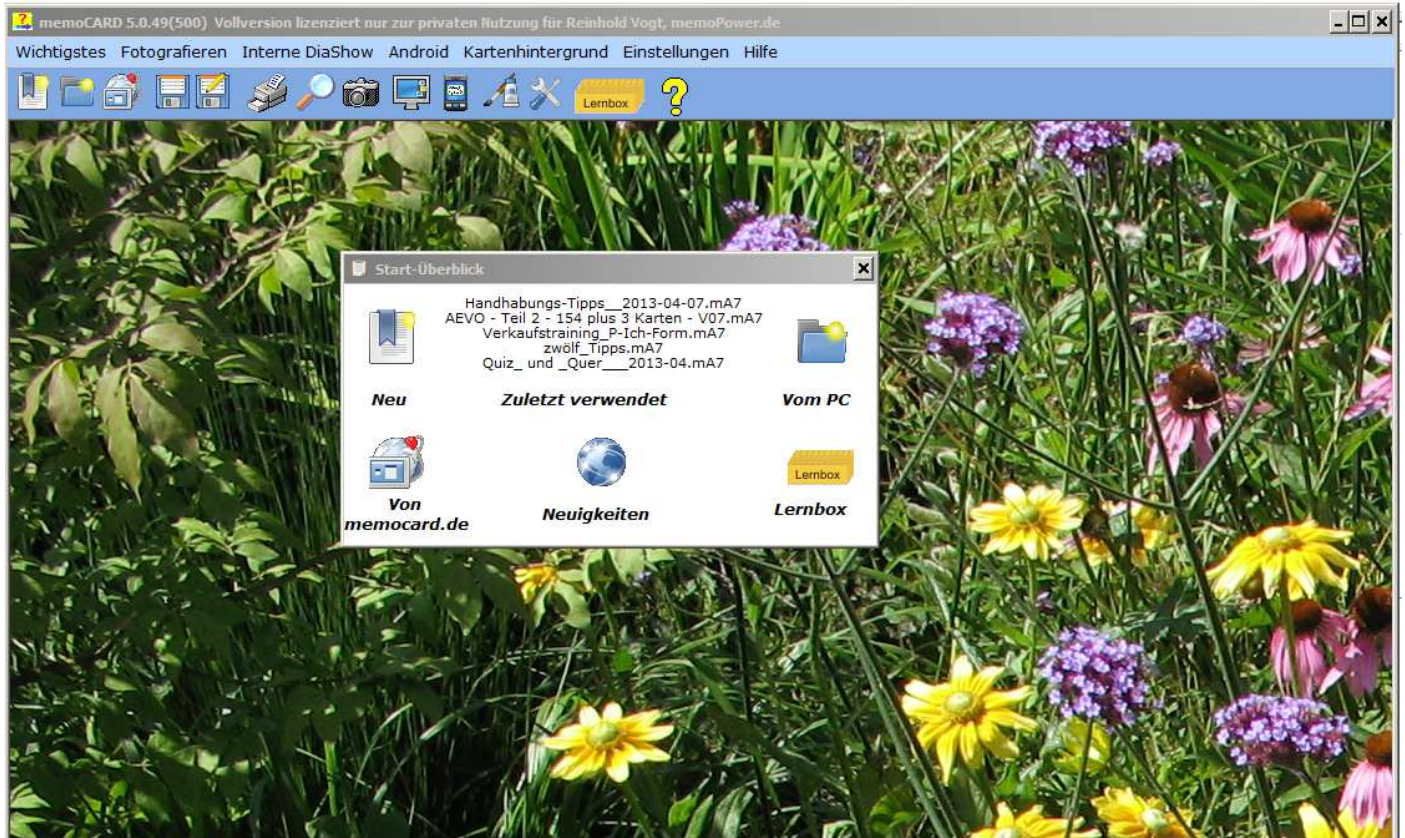 memoCARD 5.0.49(500) Vollversion lizenziert nur zur privaten Nutzung für Reinhold Vogt, memoPower.de
Wichtigstes Fotografieren Interne DiaShow Android Kartenhintergrund Einstellungen Hilfe
Lernbox
Start-Überblick
Handhabungs-Tipps__2013-04-07.mA7
AEVO - Teil 2 - 154 plus 3 Karten - V07.mA7
Verkaufstraining_P-Ich-Form.mA7
zwölf_Tipps.mA7
Quiz_ und _Quer___2013-04.mA7
Neu Zuletzt verwendet Vom PC
Lernbox
Von
memocard.de
Neuigkeiten
Lernbox